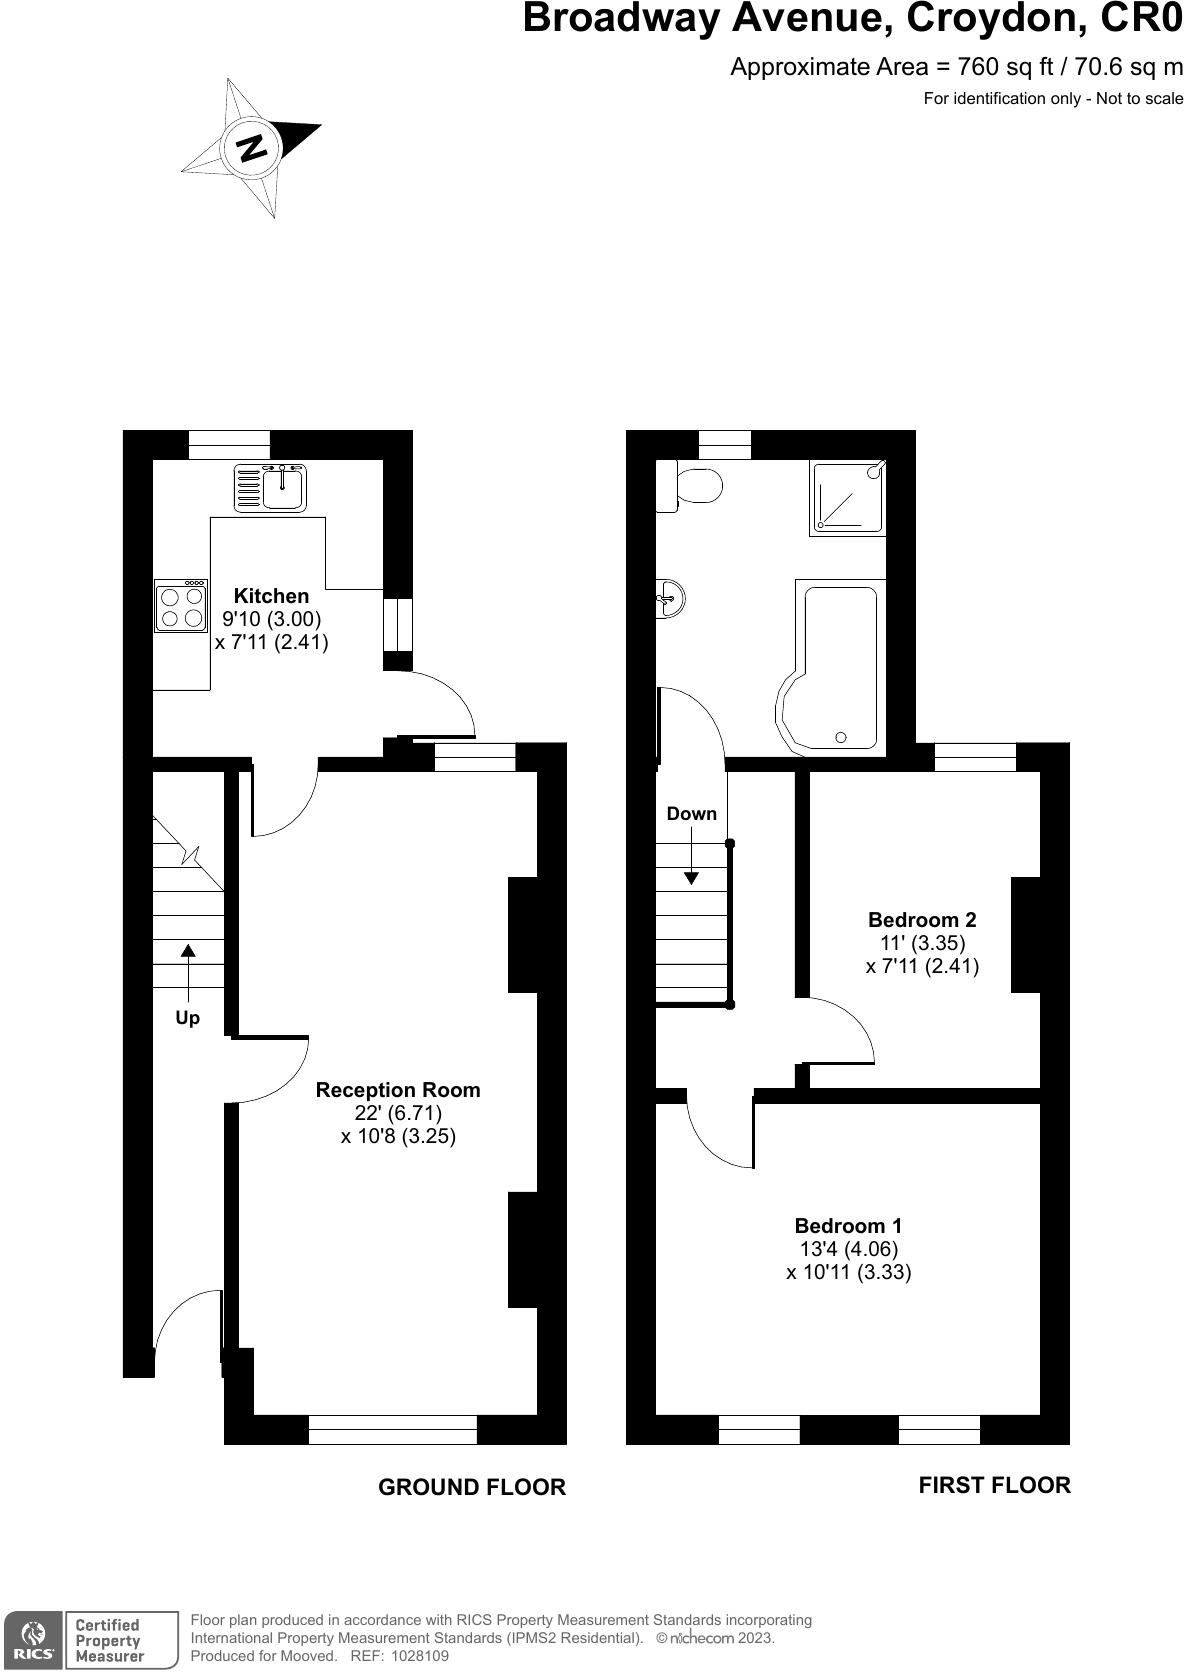 Broadway Avenue, Croydon, CR0
Approximate Area = 760 sq ft / 70.6 sq m
For identification only - Not to scale
N
Kitchen
9'10 (3.00)
x 7'11 (2.41)
Down
Bedroom 2
11' (3.35)
x 7'11 (2.41)
Up
Reception Room
22' (6.71)
x 10'8 (3.25)
Bedroom 1
13'4 (4.06)
x 10'11 (3.33)
GROUND FLOOR
FIRST FLOOR
RICS
Certified
Property
Measurer
Floor plan produced in accordance with RICS Property Measurement Standards incorporating
International Property Measurement Standards (IPMS2 Residential). © nichecom 2023.
Produced for Mooved. REF: 1028109